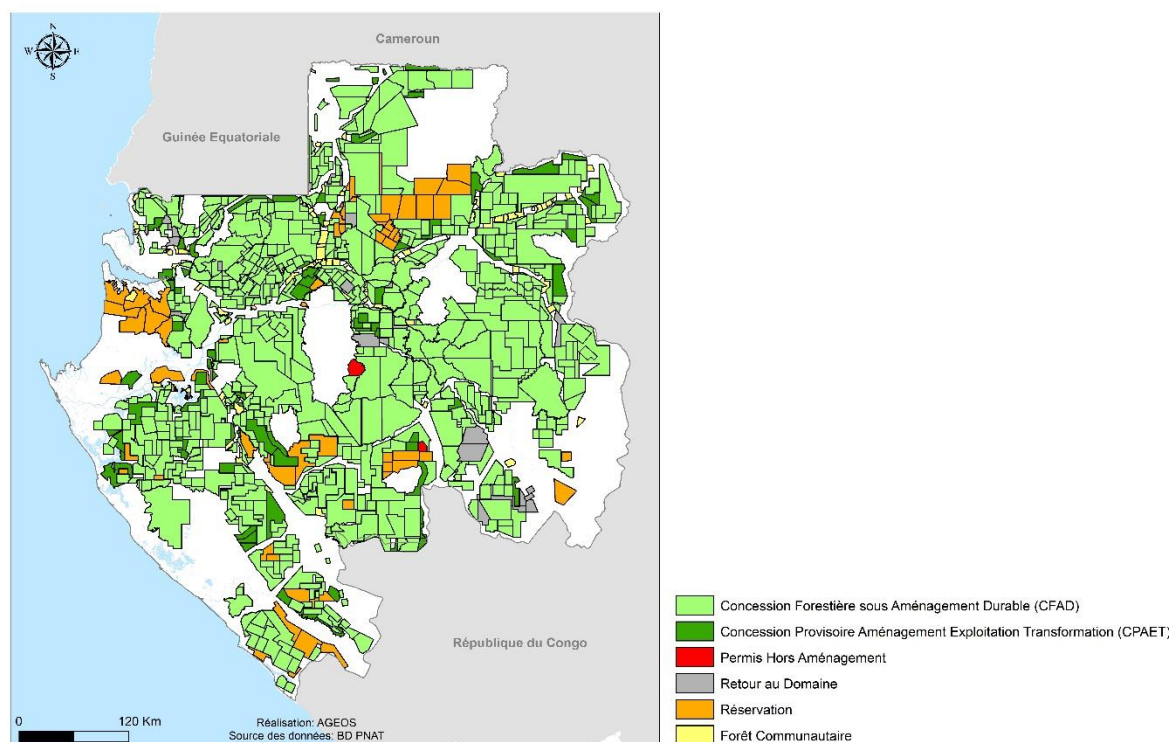 N
W E
S
Cameroun
Guinée Equatoriale
République du Congo
0 120 Km
Réalisation: AGEOS
Source des données: BD PNAT
Concession Forestière sous Aménagement Durable (CFAD)
Concession Provisoire Aménagement Exploitation Transformation (CPAET)
Permis Hors Aménagement
Retour au Domaine
Réservation
Forêt Communautaire